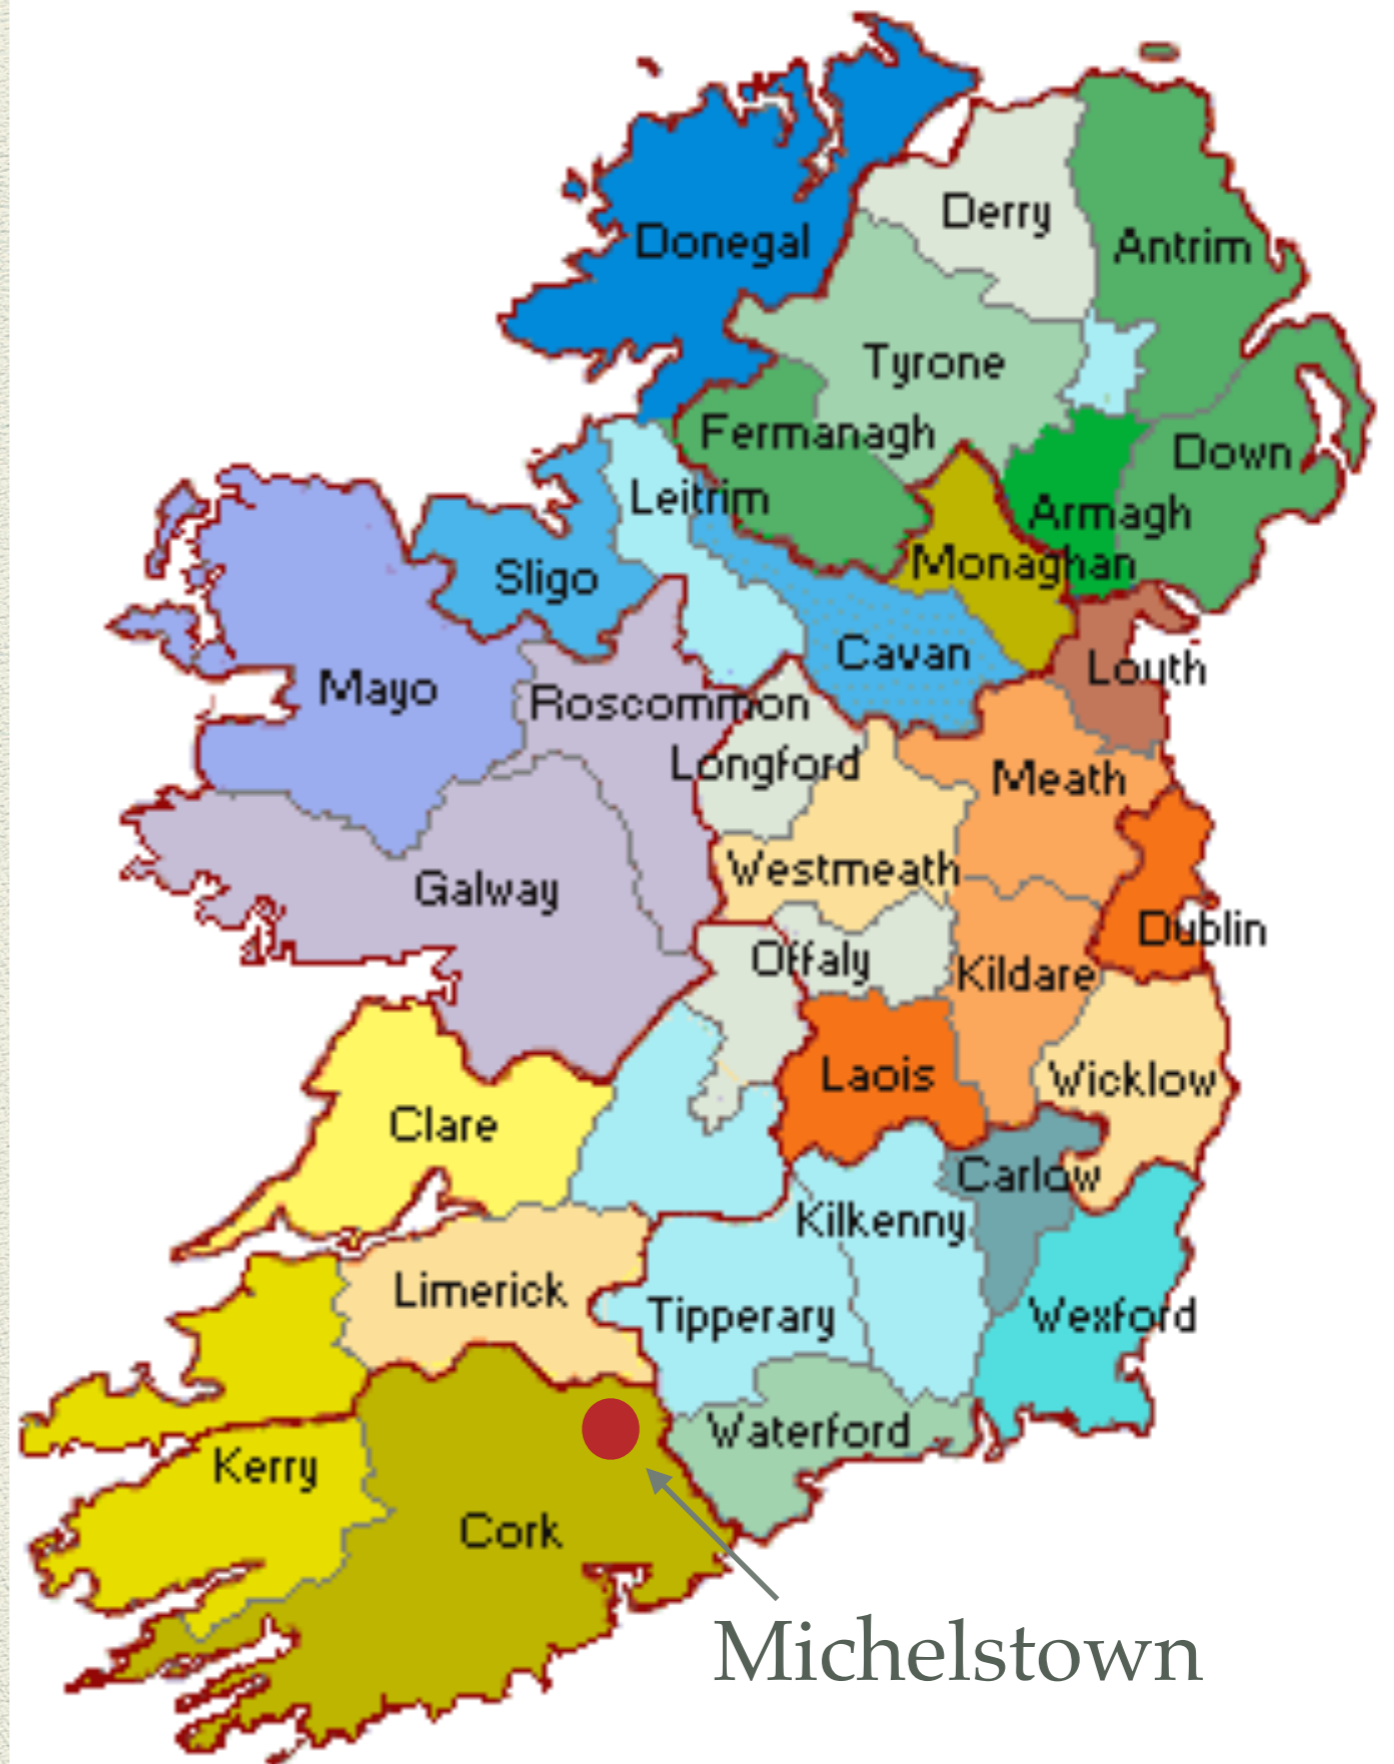 Derry
Donegal
Antrim
Tyrone
Fermanagh
Down
Leitrim
Armagh
Monaghan
Sligo
Cavan
Louth
Mayo
Roscommon
Longford
Meath
Westmeath
Galway
Dublin
Offaly
Kildare
Laois
Wicklow
Clare
Carlow
Kilkenny
Limerick
Tipperary
Wexford
Waterford
Kerry
Cork
Michelstown